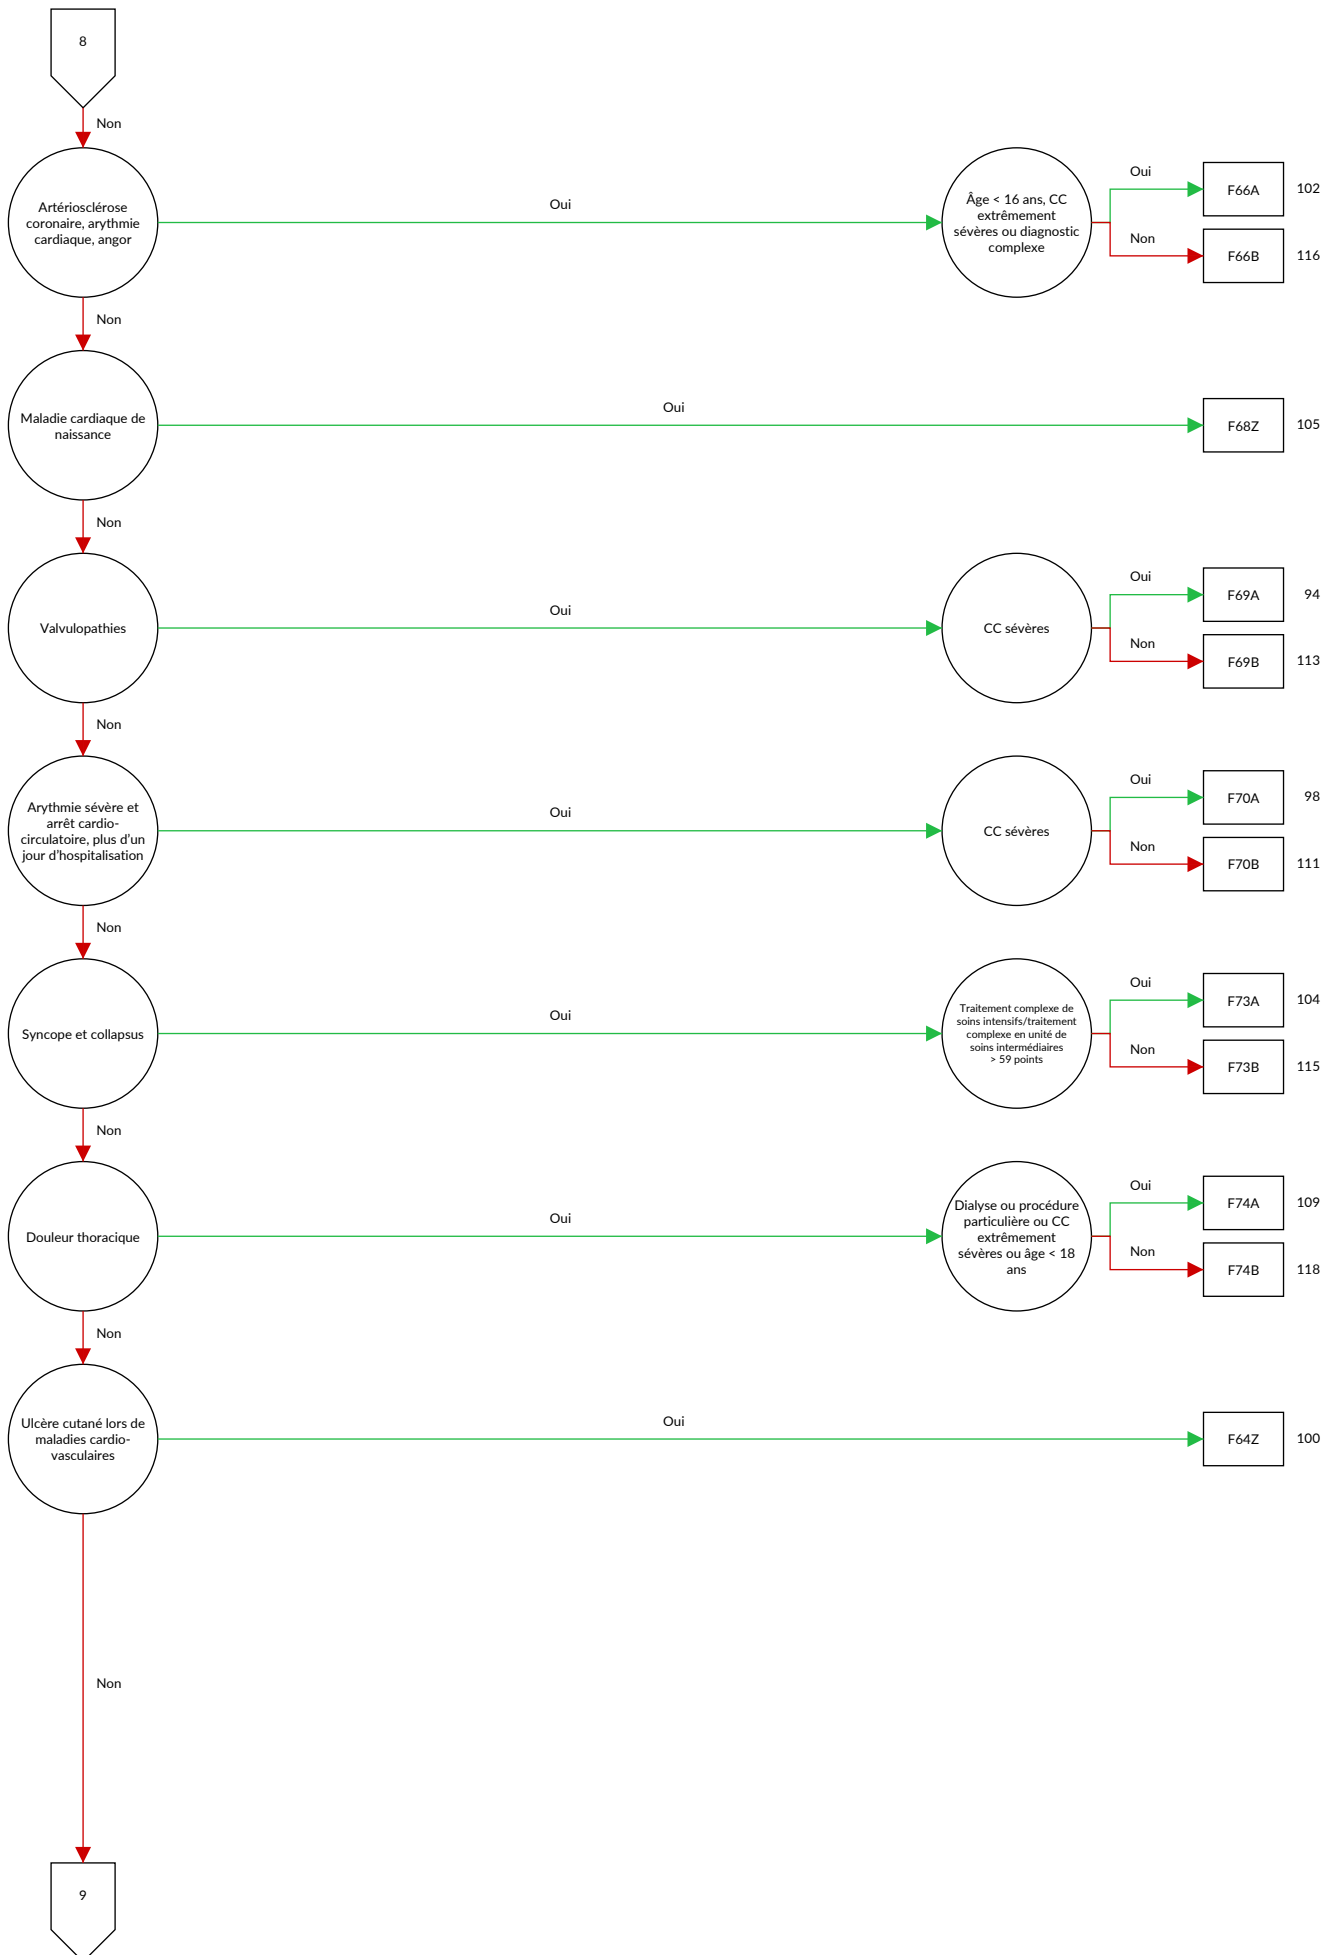 8
Non
Artériosclérose
coronaire, arythmie
cardiaque, angor
Oui
Âge < 16 ans, CC
extrêmement
sévères ou diagnostic
complexe
Oui
F66A 102
Non
F66B 116
Non
Maladie cardiaque de
naissance
Oui
F68Z 105
Non
Valvulopathies
Oui
CC sévères
Oui
F69A 94
Non
F69B 113
Non
Arythmie sévère et
arrêt cardio-
circulatoire, plus d'un
jour d'hospitalisation
Oui
CC sévères
Oui
F70A 98
Non
F70B 111
Non
Syncope et collapsus
Oui
Traitement complexe de
soins intensifs/traitement
complexe en unité de
soins intermédiaires
> 59 points
Oui
F73A 104
Non
F73B 115
Non
Douleur thoracique
Oui
Dialyse ou procédure
particulière ou CC
extrêmement
sévères ou âge < 18
ans
Oui
F74A 109
Non
F74B 118
Non
Ulcère cutané lors de
maladies cardio-
vasculaires
Oui
F64Z 100
Non
9